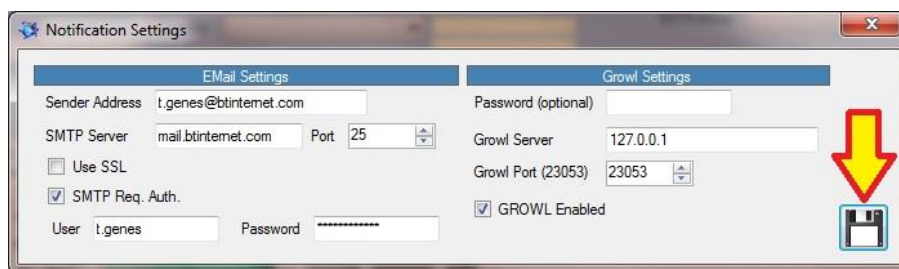 Notification Settings
EMail Settings
Sender Address t.genes@btinternet.com
SMTP Server mail.btinternet.com Port 25
Use SSL
SMTP Req. Auth.
User t.genes Password ************
Growl Settings
Password (optional)
Growl Server 127.0.0.1
Growl Port (23053) 23053
GROWL Enabled